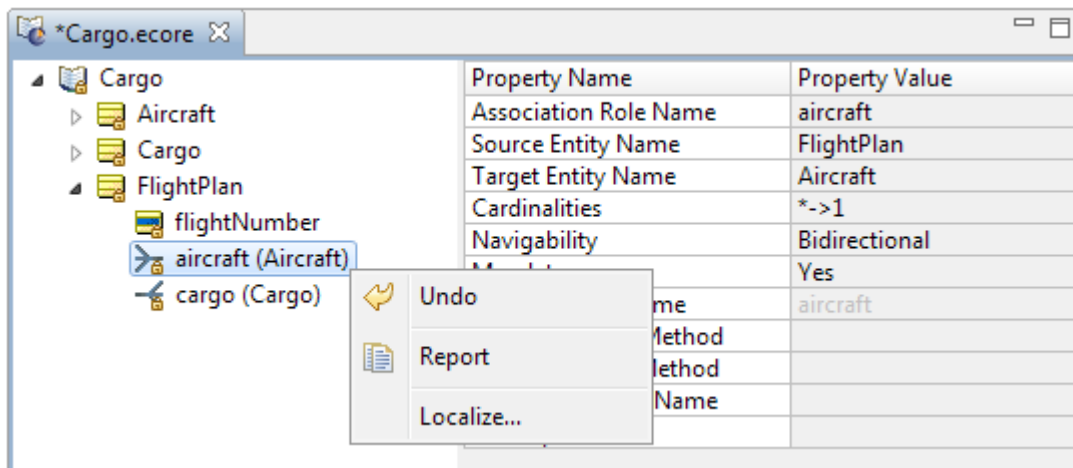 *Cargo.ecore
Cargo
Aircraft
Cargo
FlightPlan
flightNumber
aircraft (Aircraft)
cargo (Cargo)
Property Name Property Value
Association Role Name aircraft
Source Entity Name FlightPlan
Target Entity Name Aircraft
Cardinalities *->1
Navigability Bidirectional
Yes
aircraft
Name
Undo
Report
Localize...